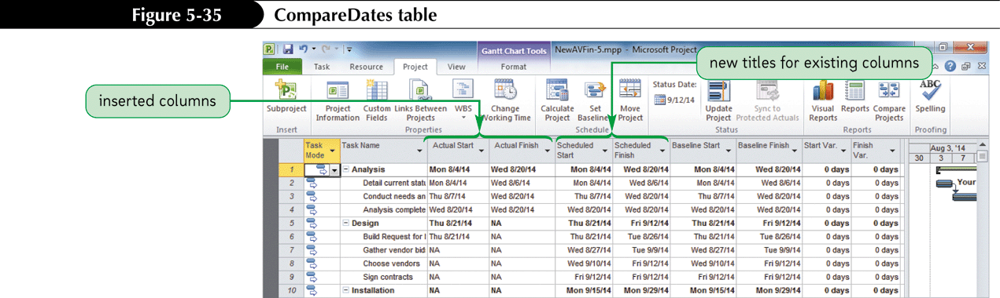 Figure 5-35 CompareDates table
Gantt Chart Tools NewAVFin-5.mpp - Microsoft Project
new titles for existing columns
inserted columns
File Task Resource Project View Format
Status Date:
9/12/14
Subproject Project Information Custom Fields Links Between Projects WBS Change Working Time Calculate Project Set Baseline Move Project Update Project Sync to Protected Actuals Visual Reports Reports Compare Projects ABC Spelling
Insert Properties Schedule Status Reports Proofing
Task Mode Task Name Actual Start Actual Finish Scheduled Start Scheduled Finish Baseline Start Baseline Finish Start Var. Finish Var. Aug 3, '14
30 3 7
1 Analysis Mon 8/4/14 Wed 8/20/14 Mon 8/4/14 Wed 8/20/14 Mon 8/4/14 Wed 8/20/14 0 days 0 days
2 Detail current statu Mon 8/4/14 Wed 8/6/14 Mon 8/4/14 Wed 8/6/14 Mon 8/4/14 Wed 8/6/14 0 days 0 days Your
3 Conduct needs an Thu 8/7/14 Wed 8/20/14 Thu 8/7/14 Wed 8/20/14 Thu 8/7/14 Wed 8/20/14 0 days 0 days
4 Analysis complete Wed 8/20/14 Wed 8/20/14 Wed 8/20/14 Wed 8/20/14 Wed 8/20/14 Wed 8/20/14 0 days 0 days
5 Design Thu 8/21/14 NA Thu 8/21/14 Fri 9/12/14 Thu 8/21/14 Fri 9/12/14 0 days 0 days
6 Build Request for Thu 8/21/14 NA Thu 8/21/14 Tue 8/26/14 Thu 8/21/14 Tue 8/26/14 0 days 0 days
7 Gather vendor bid NA NA Wed 8/27/14 Tue 9/9/14 Wed 8/27/14 Tue 9/9/14 0 days 0 days
8 Choose vendors NA NA Wed 9/10/14 Fri 9/12/14 Wed 9/10/14 Fri 9/12/14 0 days 0 days
9 Sign contracts NA NA Fri 9/12/14 Fri 9/12/14 Fri 9/12/14 Fri 9/12/14 0 days 0 days
10 Installation NA NA Mon 9/15/14 Mon 9/29/14 Mon 9/15/14 Mon 9/29/14 0 days 0 days